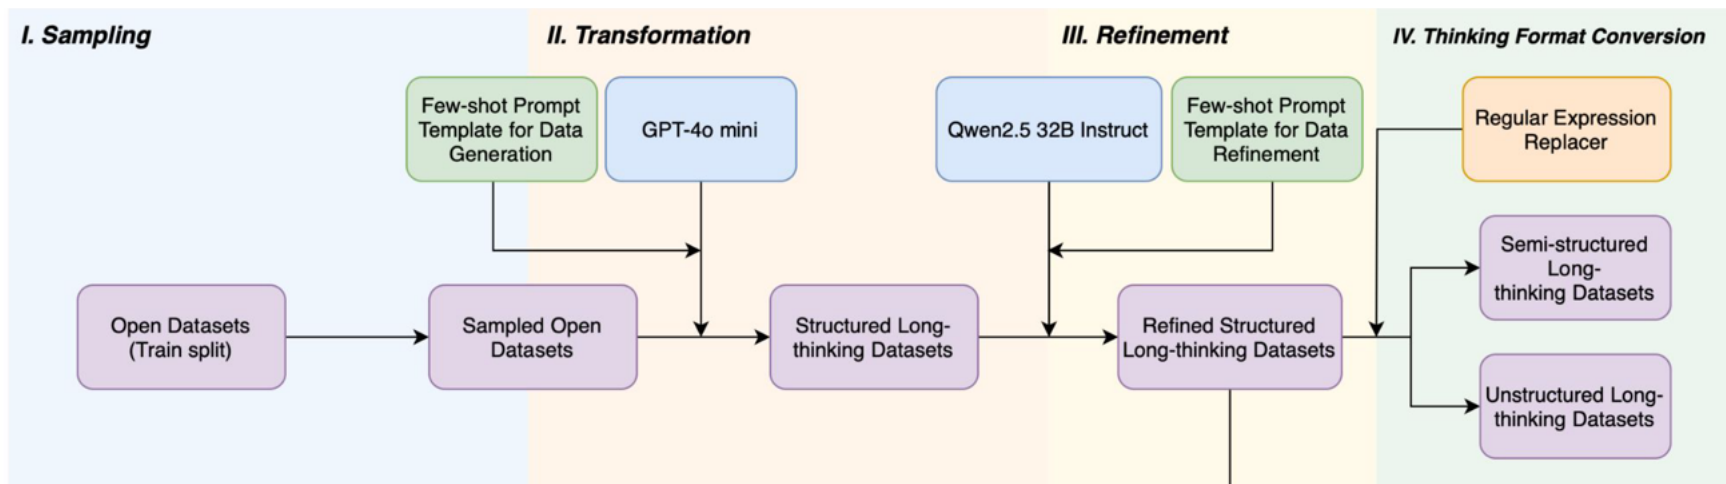 I. Sampling
II. Transformation
III. Refinement
IV. Thinking Format Conversion
Few-shot Prompt
Template for Data
Generation
GPT-4o mini
Qwen2.5 32B Instruct
Few-shot Prompt
Template for Data
Refinement
Regular Expression
Replacer
Open Datasets
(Train split)
Sampled Open
Datasets
Structured Long-
thinking Datasets
Refined Structured
Long-thinking Datasets
Semi-structured
Long-
thinking Datasets
Unstructured Long-
thinking Datasets